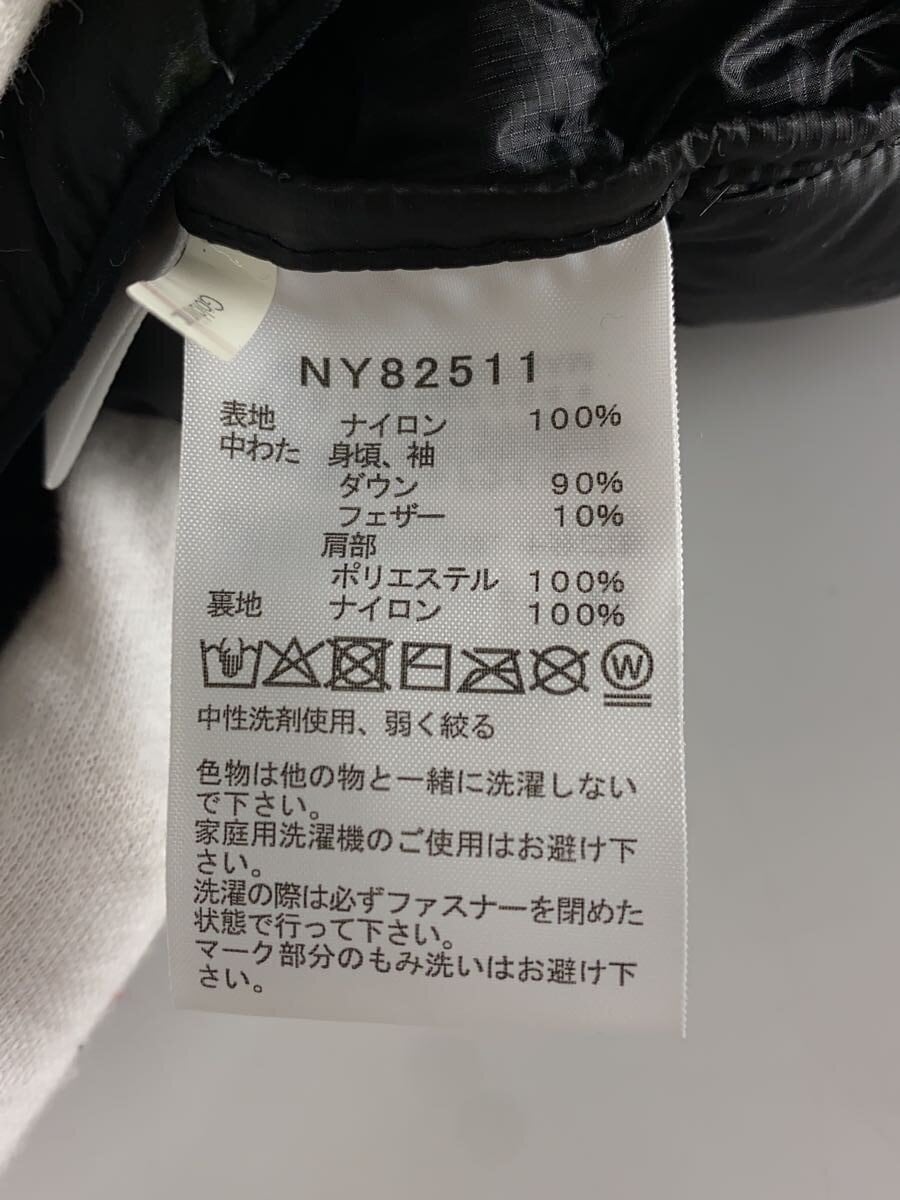 NY82511
表地 ナイロン 100%
中わた 身頃、袖
ダウン 90%
フェザー 10%
肩部
ポリエステル 100%
裏地 ナイロン 100%
W
中性洗剤使用、弱く絞る
色物は他の物と一緒に洗濯しない
で下さい。
家庭用洗濯機のご使用はお避け下
さい。
洗濯の際は必ずファスナーを閉めた
状態で行って下さい。
マーク部分のもみ洗いはお避け下
さい。